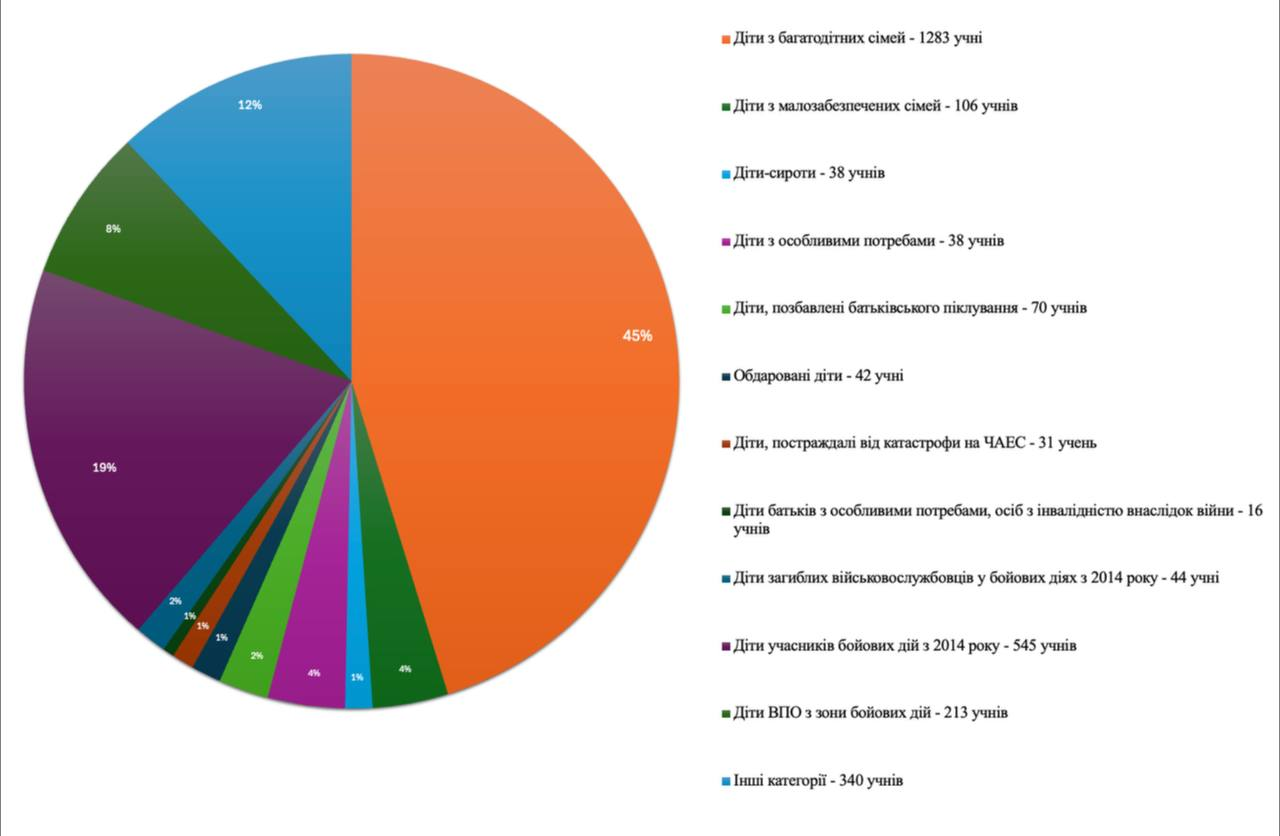 12%
8%
45%
19%
2%
1%
1%
1%
2%
4%
1%
4%
Діти з багатодітних сімей - 1283 учні
Діти з малозабезпечених сімей - 106 учнів
Діти-сироти - 38 учнів
Діти з особливими потребами - 38 учнів
Діти, позбавлені батьківського піклування - 70 учнів
Обдаровані діти - 42 учні
Діти, постраждалі від катастрофи на ЧАЕС - 31 учень
Діти батьків з особливими потребами, осіб з інвалідністю внаслідок війни - 16
учнів
Діти загиблих військовослужбовців у бойових діях з 2014 року - 44 учні
Діти учасників бойових дій з 2014 року - 545 учнів
Діти ВПО з зони бойових дій - 213 учнів
Інші категорії - 340 учнів